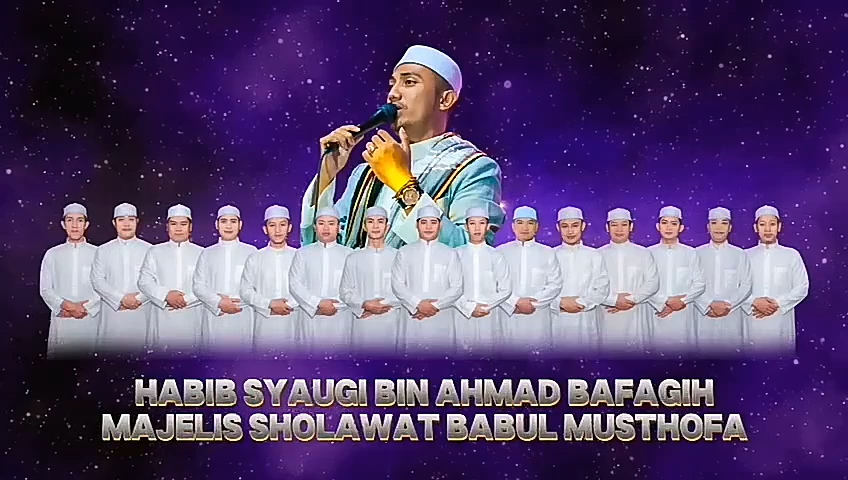 HABIB SYAUGI BIN AHMAD BAFAGIH
MAJELIS SHOLAWAT BABUL MUSTHOFA